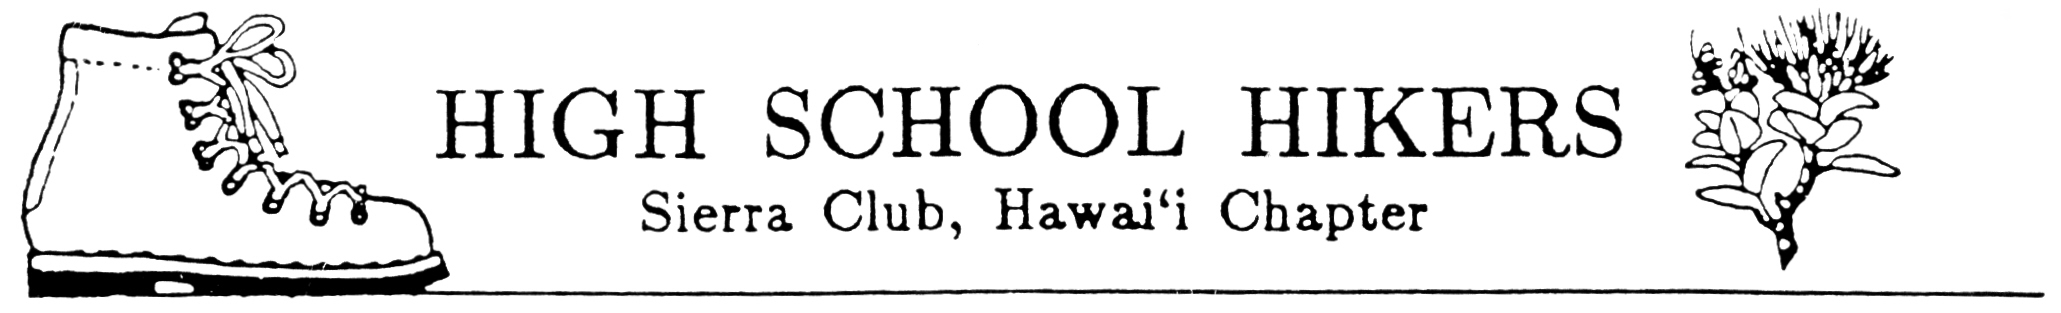 HIGH SCHOOL HIKERS
Sierra Club, Hawai‘i Chapter